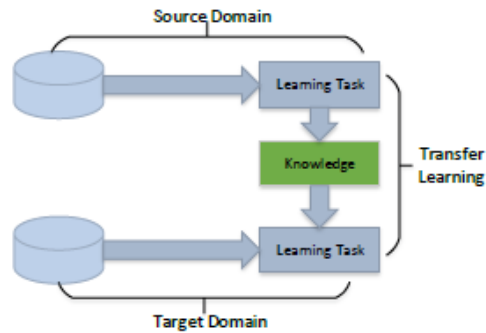 Source Domain
Learning Task
Knowledge
Transfer
Learning
Learning Task
Target Domain